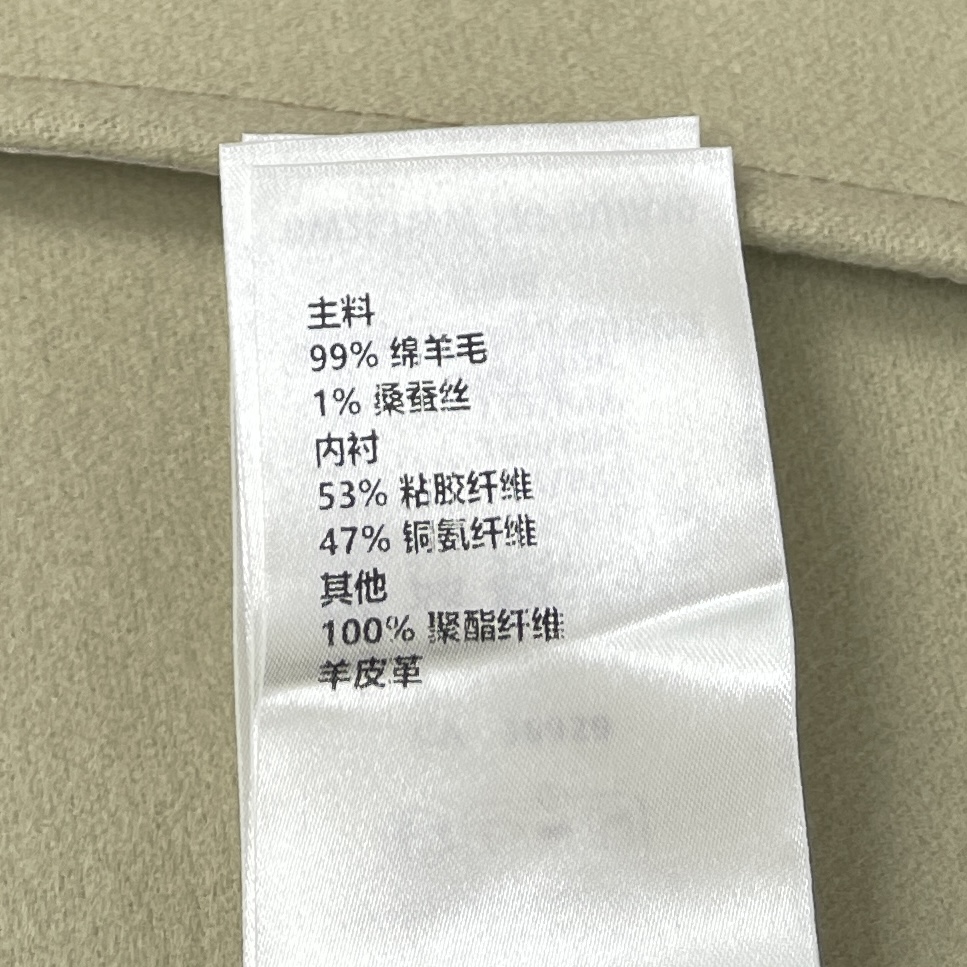 主料
99% 绵羊毛
1% 桑蚕丝
内衬
53% 粘胶纤维
47% 铜氨纤维
其他
100% 聚酯纤维
羊皮革